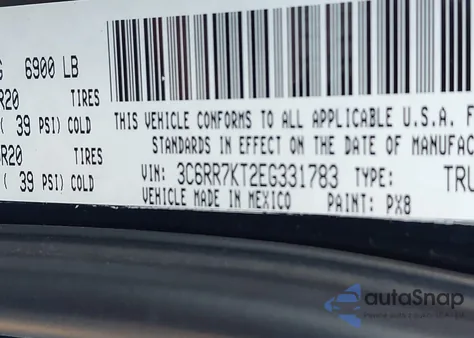 G 6900 LB
R20 TIRES
( 39 PSI) COLD
R20 TIRES
( 39 PSI) COLD
THIS VEHICLE CONFORMS TO ALL APPLICABLE U.S.A. F
STANDARDS IN EFFECT ON THE DATE OF MANUFAC
VIN: 3C6RR7KT2EG331783 TYPE: TRU
VEHICLE MADE IN MEXICO PAINT: PX8
autaSnap